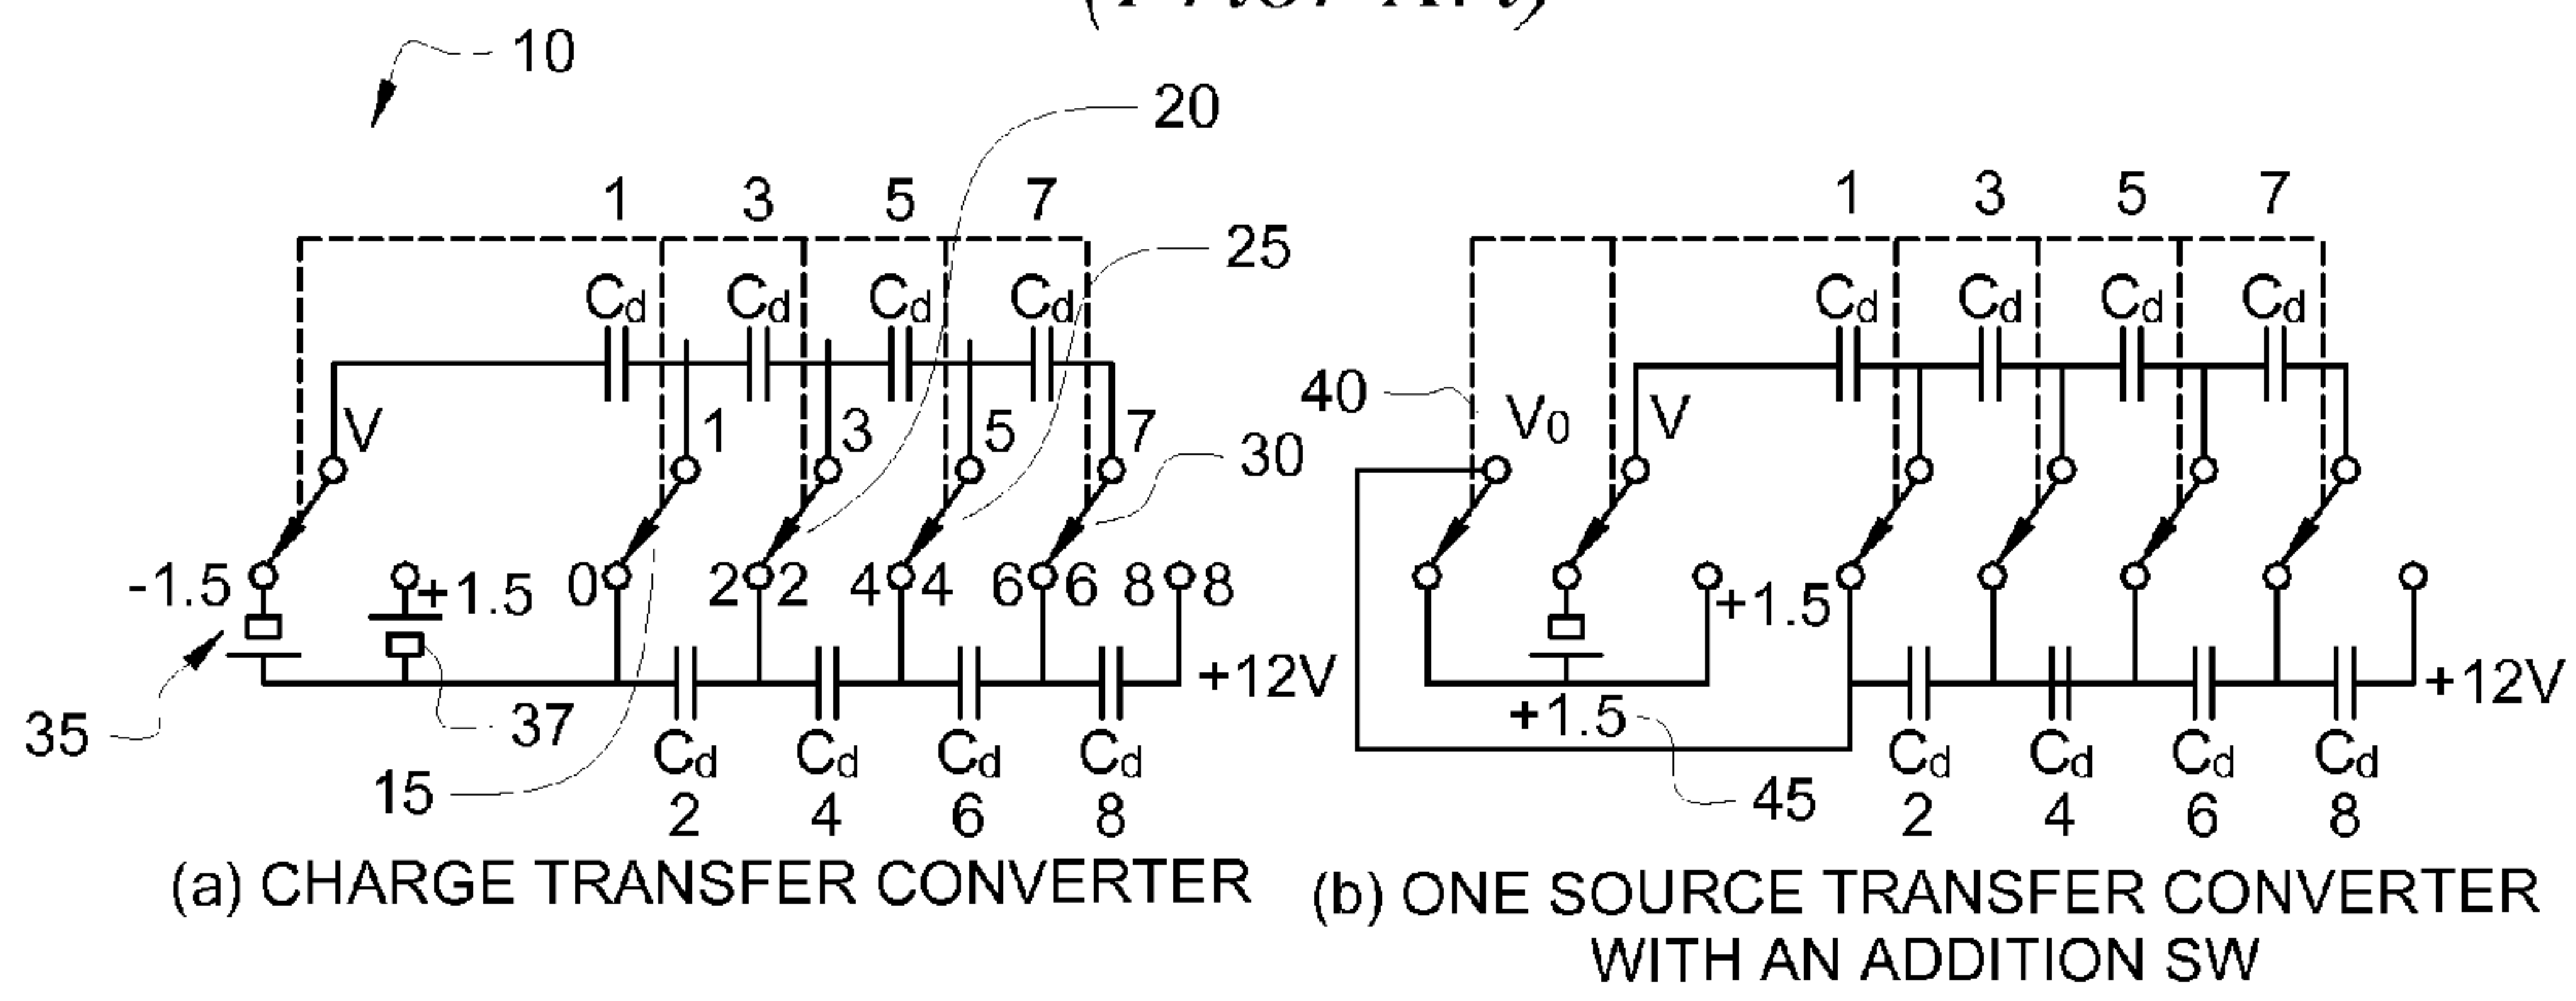 (Prior Art)
10
20
1 3 5 7
25
Cd Cd Cd Cd
V 1 3 5 7
30
-1.5 +1.5 0 2 2 4 4 6 6 8 8
+12V
35 37
Cd Cd Cd Cd
15
2 4 6 8
(a) CHARGE TRANSFER CONVERTER
1 3 5 7
Cd Cd Cd Cd
40 V0 V
+1.5
+12V
+1.5
Cd Cd Cd Cd
45
2 4 6 8
(b) ONE SOURCE TRANSFER CONVERTER
WITH AN ADDITION SW